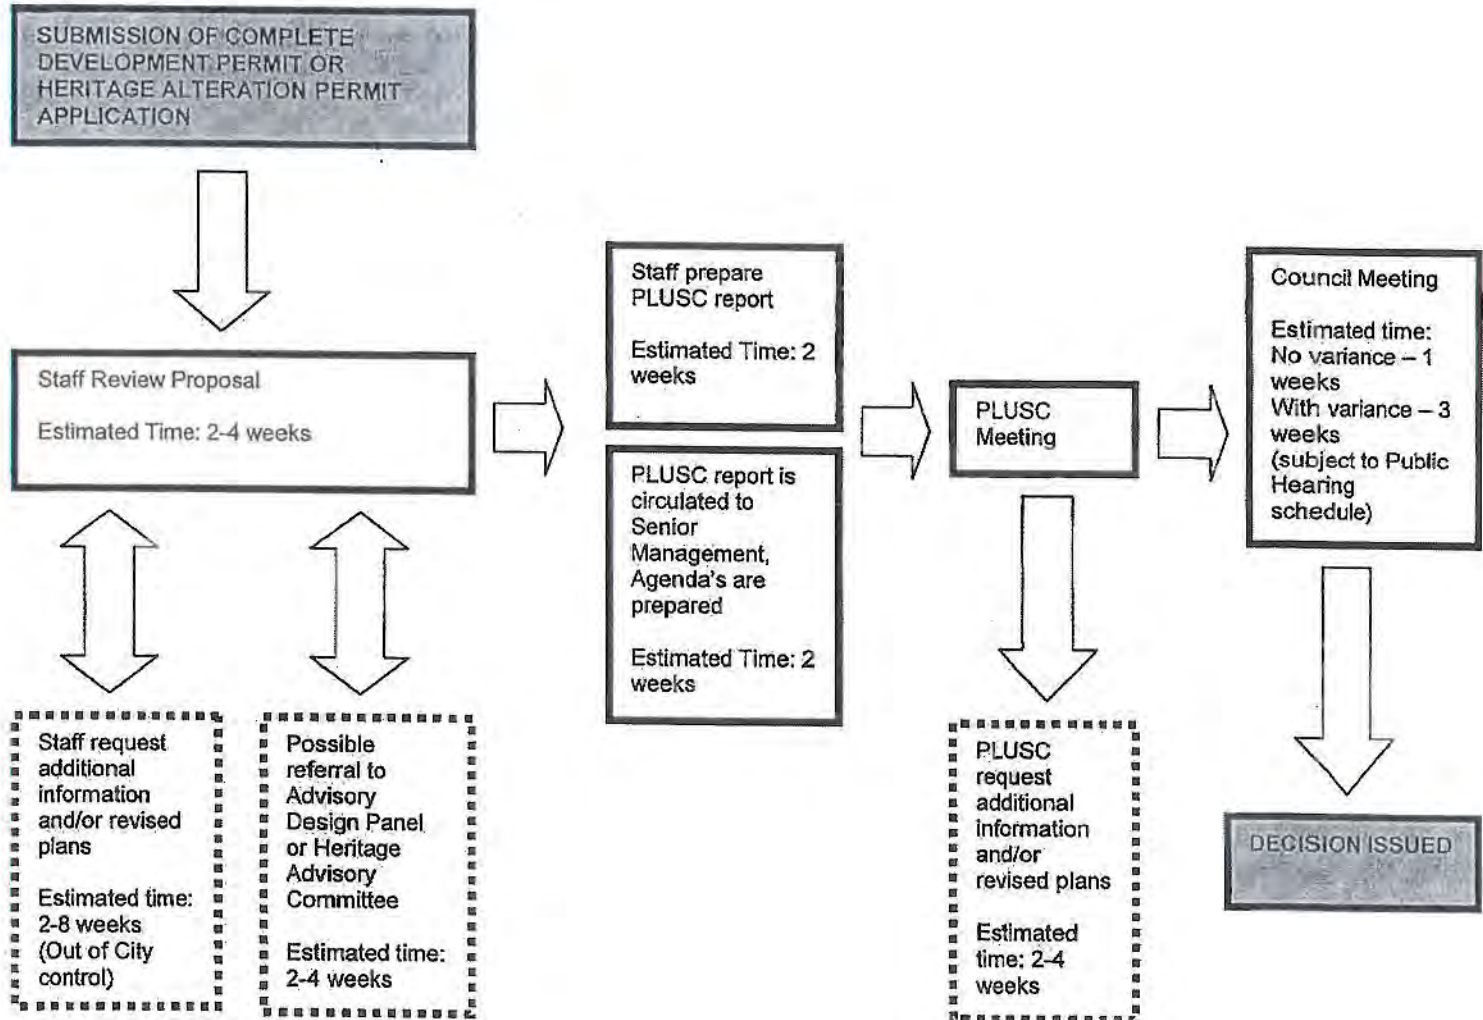 SUBMISSION OF COMPLETE
DEVELOPMENT PERMIT OR
HERITAGE ALTERATION PERMIT
APPLICATION
Staff Review Proposal
Estimated Time: 2-4 weeks
Staff request
additional
information
and/or revised
plans
Estimated time:
2-8 weeks
(Out of City
control)
Possible
referral to
Advisory
Design Panel
or Heritage
Advisory
Committee
Estimated time:
2-4 weeks
Staff prepare
PLUSC report
Estimated Time: 2
weeks
PLUSC report is
circulated to
Senior
Management,
Agenda's are
prepared
Estimated Time: 2
weeks
PLUSC
Meeting
PLUSC
request
additional
information
and/or
revised plans
Estimated
time: 2-4
weeks
Council Meeting
Estimated time:
No variance – 1
weeks
With variance – 3
weeks
(subject to Public
Hearing
schedule)
DECISION ISSUED